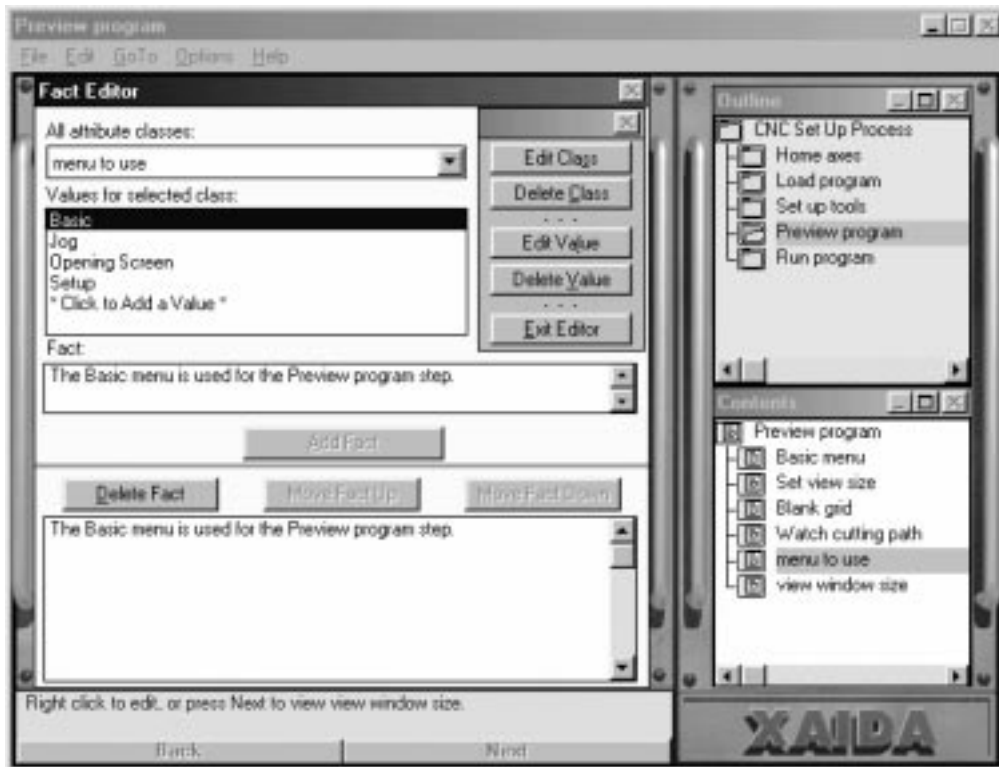 Preview program
File Edit GoTo Options Help
Fact Editor
All attribute classes:
menu to use
Values for selected class:
Basic
Jog
Opening Screen
Setup
* Click to Add a Value *
Edit Class
Delete Class
- - -
Edit Value
Delete Value
- - -
Exit Editor
Fact:
The Basic menu is used for the Preview program step.
Add Fact
Delete Fact
Move Fact Up
Move Fact Down
The Basic menu is used for the Preview program step.
Right click to edit, or press Next to view view window size.
Back
Next
Outline
CNC Set Up Process
Home axes
Load program
Set up tools
Preview program
Run program
Contents
Preview program
Basic menu
Set view size
Blank grid
Watch cutting path
menu to use
view window size
XAIDA